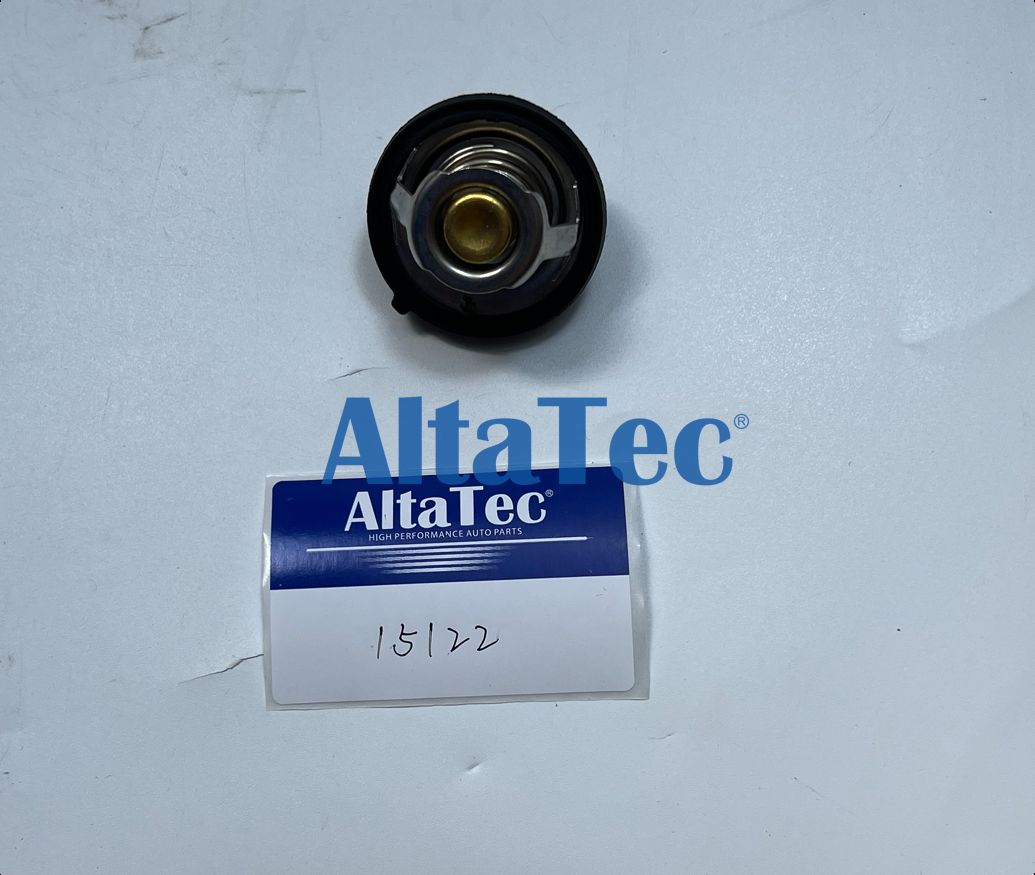 AltaTec®
AltaTec®
HIGH PERFORMANCE AUTO PARTS
15122